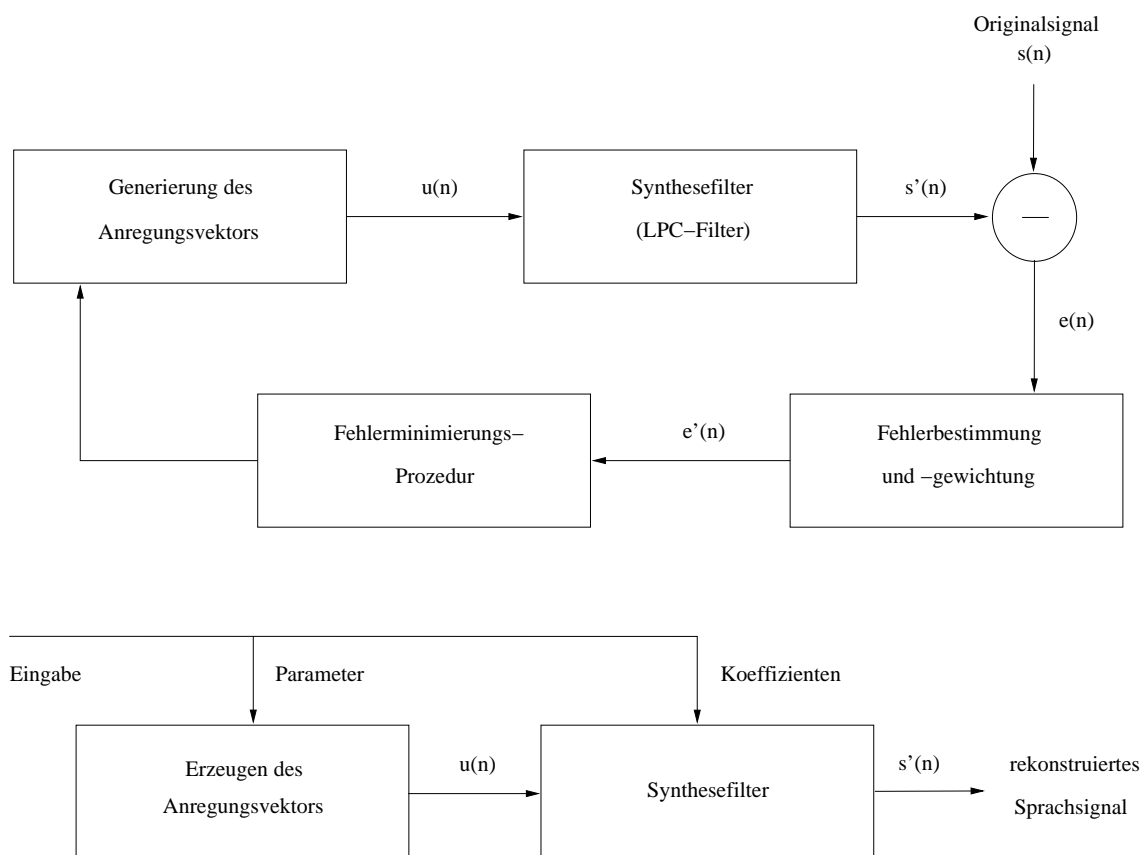 Originalsignal
s(n)
Generierung des
Anregungsvektors
u(n)
Synthesefilter
(LPC−Filter)
s’(n)
—
e(n)
Fehlerminimierungs−
Prozedur
e’(n)
Fehlerbestimmung
und −gewichtung
Eingabe
Parameter
Koeffizienten
Erzeugen des
Anregungsvektors
u(n)
Synthesefilter
s’(n)
rekonstruiertes
Sprachsignal